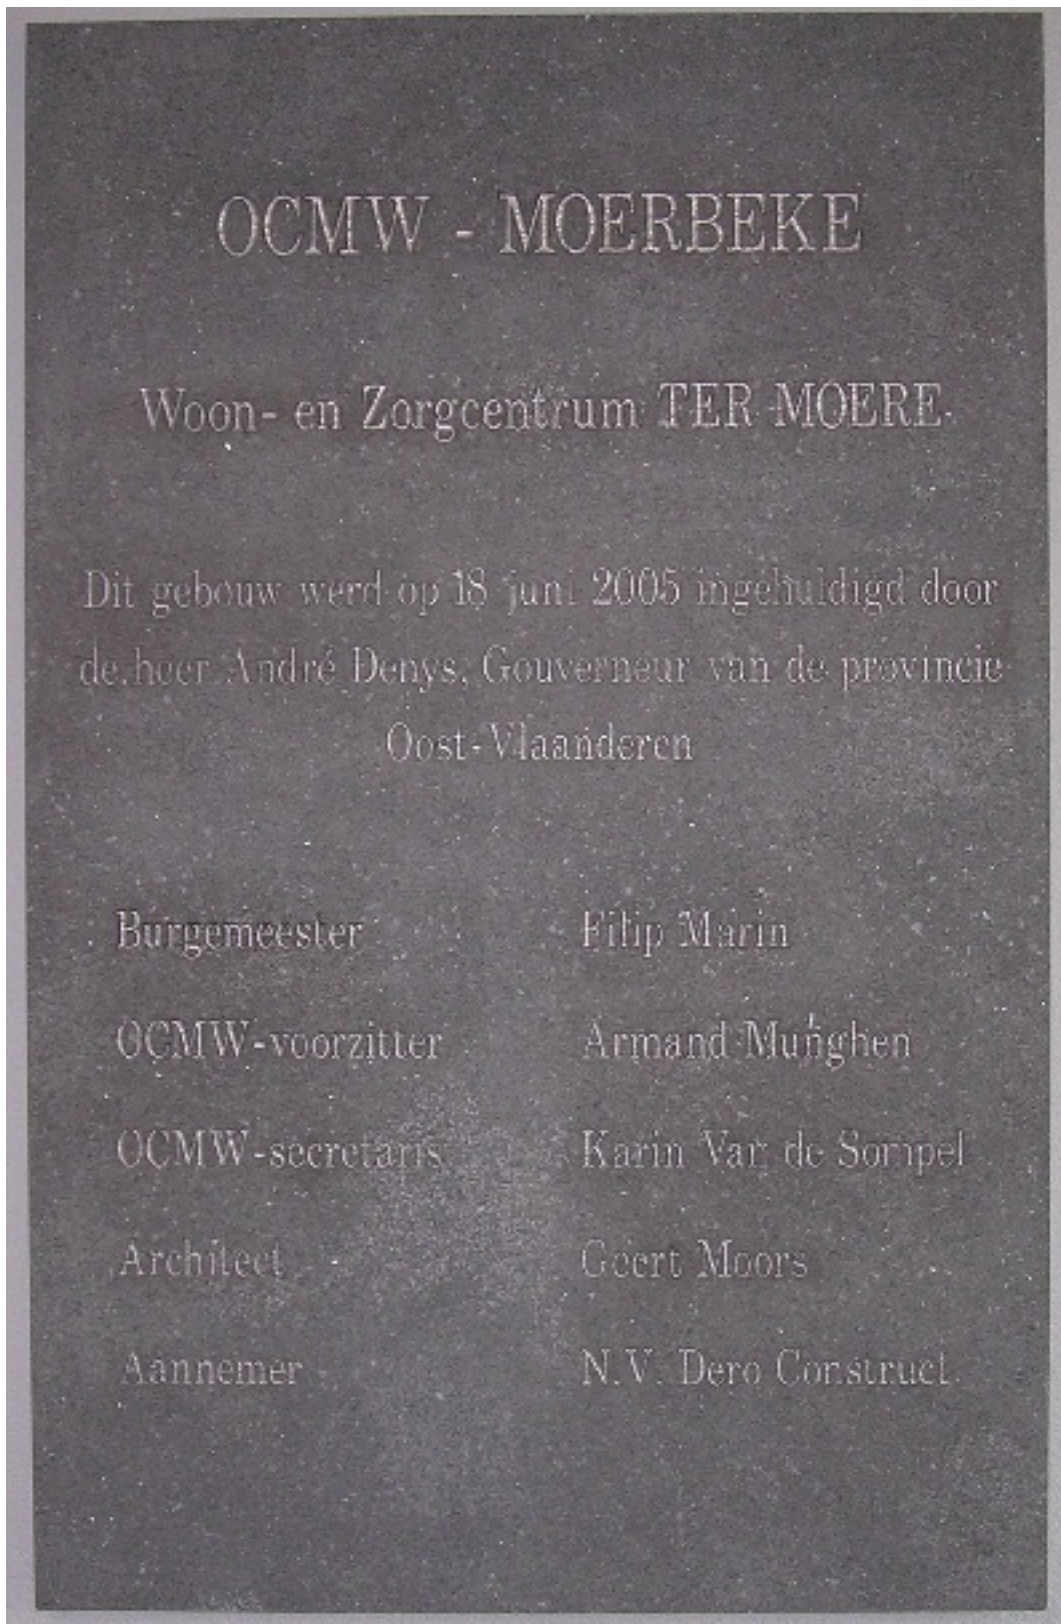 OCMW - MOERBEKE
Woon- en Zorgcentrum TER MOERE
Dit gebouw werd op 18 juni 2005 ingehuldigd door
de heer André Denys, Gouverneur van de provincie
Oost-Vlaanderen
Burgemeester Filip Marin
OCMW-voorzitter Armand Munghen
OCMW-secretaris Karin Van de Sompel
Architect Geert Moors
Aannemer N.V. Dero Construct